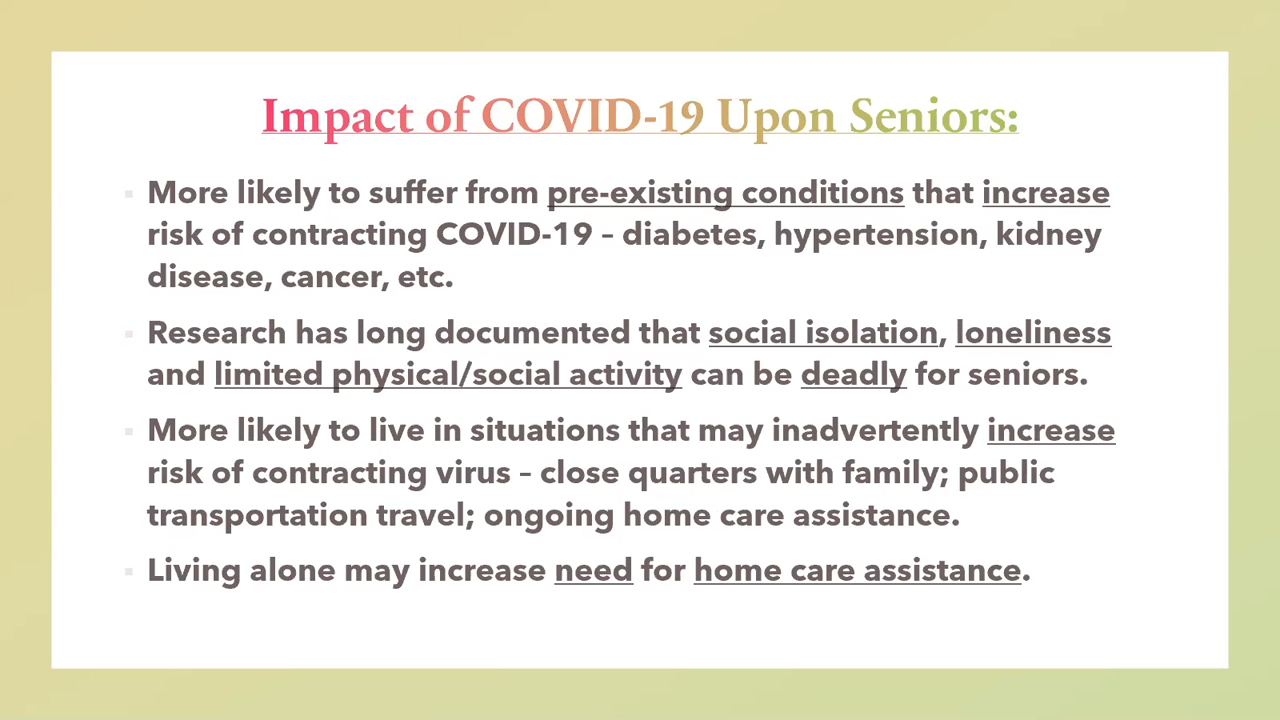 Impact of COVID-19 Upon Seniors:
▪ More likely to suffer from pre-existing conditions that increase
risk of contracting COVID-19 – diabetes, hypertension, kidney
disease, cancer, etc.
▪ Research has long documented that social isolation, loneliness
and limited physical/social activity can be deadly for seniors.
▪ More likely to live in situations that may inadvertently increase
risk of contracting virus – close quarters with family; public
transportation travel; ongoing home care assistance.
▪ Living alone may increase need for home care assistance.